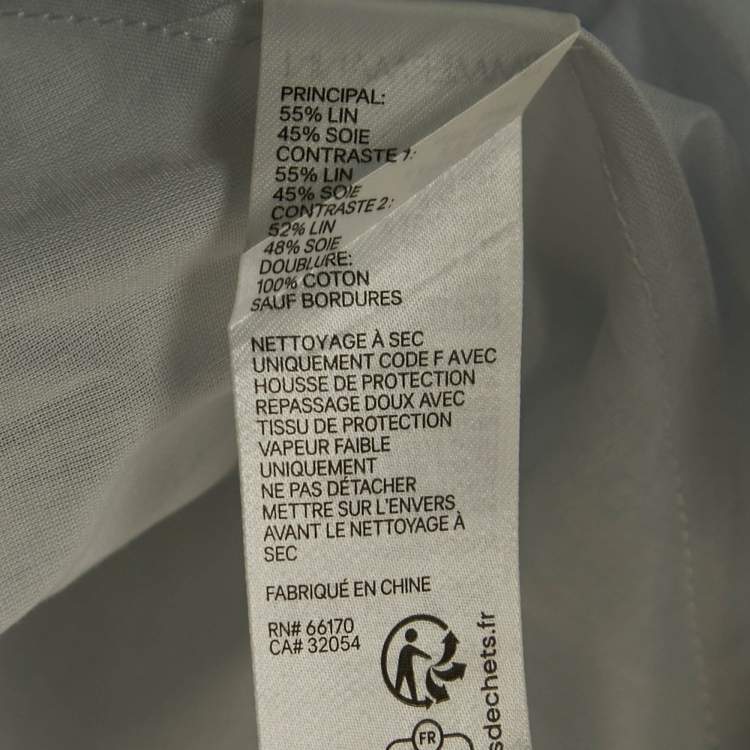 PRINCIPAL:
55% LIN
45% SOIE
CONTRASTE 1:
55% LIN
45% SOIE
CONTRASTE 2:
52% LIN
48% SOIE
DOUBLURE:
100% COTON
SAUF BORDURES
NETTOYAGE À SEC
UNIQUEMENT CODE F AVEC
HOUSSE DE PROTECTION
REPASSAGE DOUX AVEC
TISSU DE PROTECTION
VAPEUR FAIBLE
UNIQUEMENT
NE PAS DÉTACHER
METTRE SUR L'ENVERS
AVANT LE NETTOYAGE À
SEC
FABRIQUÉ EN CHINE
RN# 66170
CA# 32054
FR
sdechets.fr